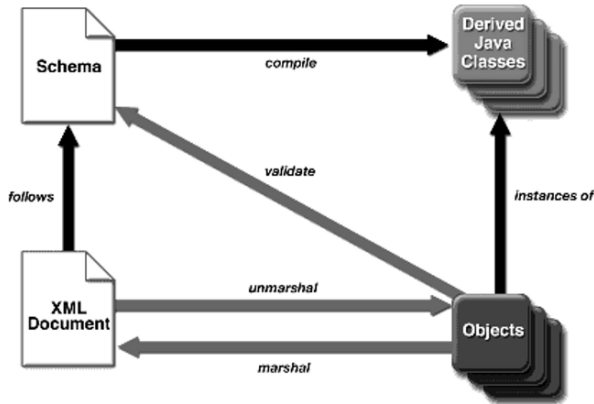 Schema
compile
Derived
Java
Classes
validate
follows
instances of
XML
Document
unmarshal
Objects
marshal